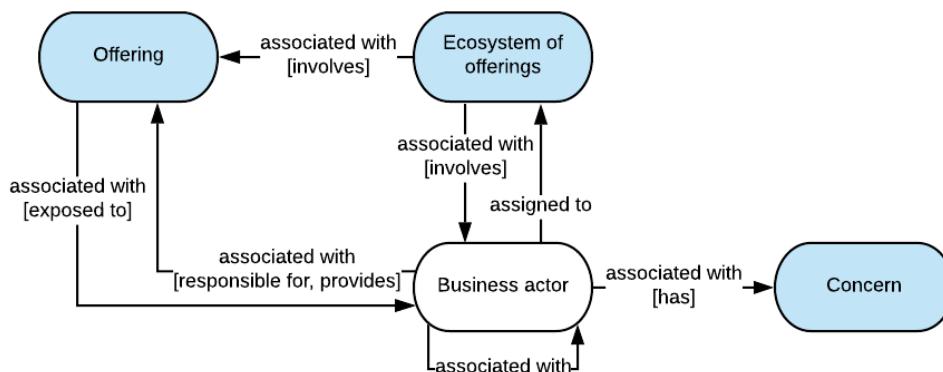 Offering
associated with
[involves]
Ecosystem of
offerings
associated with
[involves]
associated with
[exposed to]
assigned to
associated with
[responsible for, provides]
Business actor
associated with
[has]
Concern
associated with